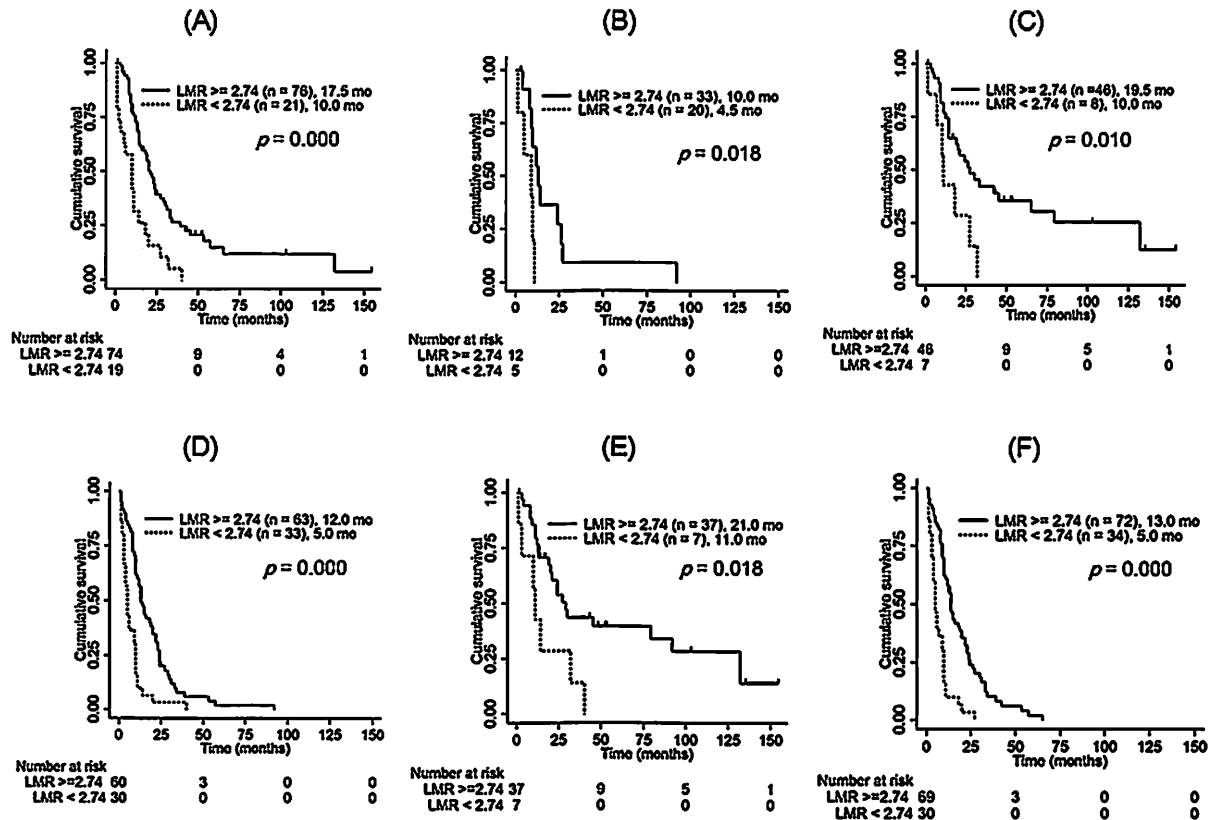 (A)
Cumulative survival
1.00
0.75
0.50
0.25
0.00
LMR >= 2.74 (n = 76), 17.5 mo
LMR < 2.74 (n = 21), 10.0 mo
p = 0.000
0 25 50 75 100 125 150
Time (months)
Number at risk
LMR >= 2.74 74 9 4 1
LMR < 2.74 19 0 0 0
(B)
Cumulative survival
1.00
0.75
0.50
0.25
0.00
LMR >= 2.74 (n = 33), 10.0 mo
LMR < 2.74 (n = 20), 4.5 mo
p = 0.018
0 25 50 75 100 125 150
Time (months)
Number at risk
LMR >= 2.74 12 1 0 0
LMR < 2.74 5 0 0 0
(C)
Cumulative survival
1.00
0.75
0.50
0.25
0.00
LMR >= 2.74 (n =46), 19.5 mo
LMR < 2.74 (n = 8), 10.0 mo
p = 0.010
0 25 50 75 100 125 150
Time (months)
Number at risk
LMR >=2.74 46 9 5 1
LMR < 2.74 7 0 0 0
(D)
Cumulative survival
1.00
0.75
0.50
0.25
0.00
LMR >= 2.74 (n = 63), 12.0 mo
LMR < 2.74 (n = 33), 5.0 mo
p = 0.000
0 25 50 75 100 125 150
Time (months)
Number at risk
LMR >=2.74 60 3 0 0
LMR < 2.74 30 0 0 0
(E)
Cumulative survival
1.00
0.75
0.50
0.25
0.00
LMR >= 2.74 (n = 37), 21.0 mo
LMR < 2.74 (n = 7), 11.0 mo
p = 0.018
0 25 50 75 100 125 150
Time (months)
Number at risk
LMR >=2.74 37 9 5 1
LMR < 2.74 7 0 0 0
(F)
Cumulative survival
1.00
0.75
0.50
0.25
0.00
LMR >= 2.74 (n = 72), 13.0 mo
LMR < 2.74 (n = 34), 5.0 mo
p = 0.000
0 25 50 75 100 125 150
Time (months)
Number at risk
LMR >=2.74 69 3 0 0
LMR < 2.74 30 0 0 0